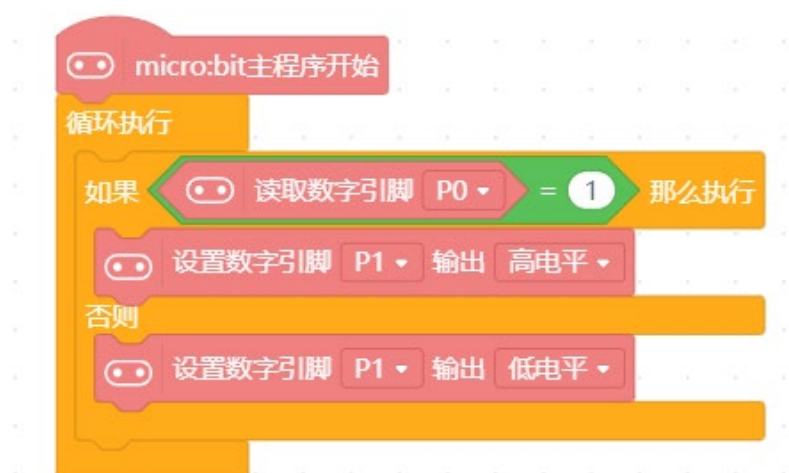 micro:bit主程序开始
循环执行
如果 读取数字引脚 P0 = 1 那么执行
设置数字引脚 P1 输出 高电平
否则
设置数字引脚 P1 输出 低电平